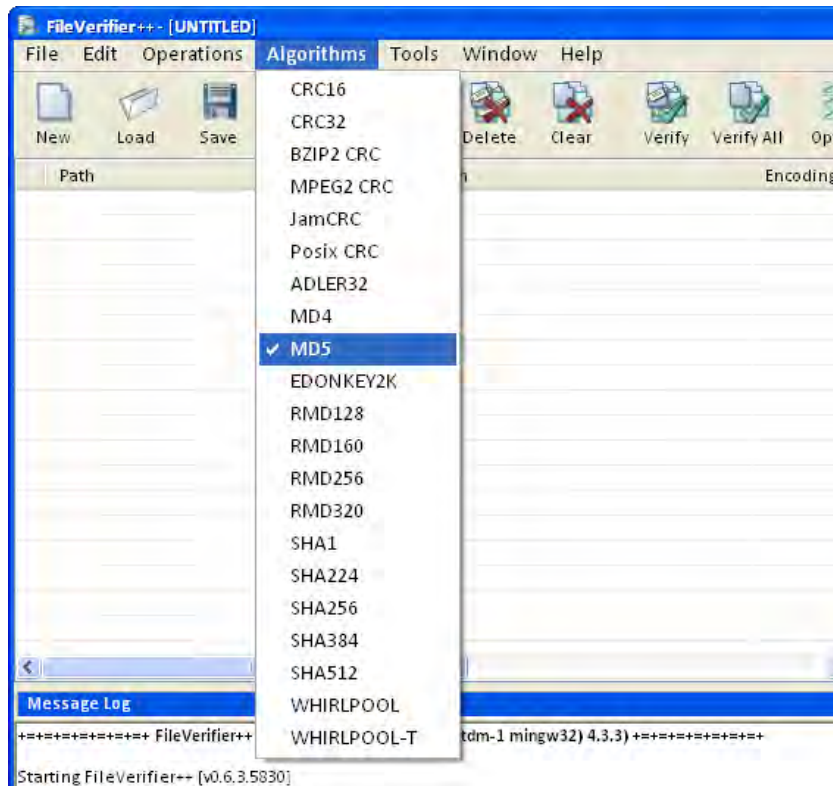 FileVerifier++ - [UNTITLED]
File Edit Operations Algorithms Tools Window Help
New Load Save Delete Clear Verify Verify All
Path Encoding
CRC16
CRC32
BZIP2 CRC
MPEG2 CRC
JamCRC
Posix CRC
ADLER32
MD4
MD5
EDONKEY2K
RMD128
RMD160
RMD256
RMD320
SHA1
SHA224
SHA256
SHA384
SHA512
WHIRLPOOL
WHIRLPOOL-T
Message Log
+=+=+=+=+=+=+ FileVerifier++ tdm-1 mingw32) 4.3.3) +=+=+=+=+=+=+
Starting FileVerifier++ [v0.6.3.5830]